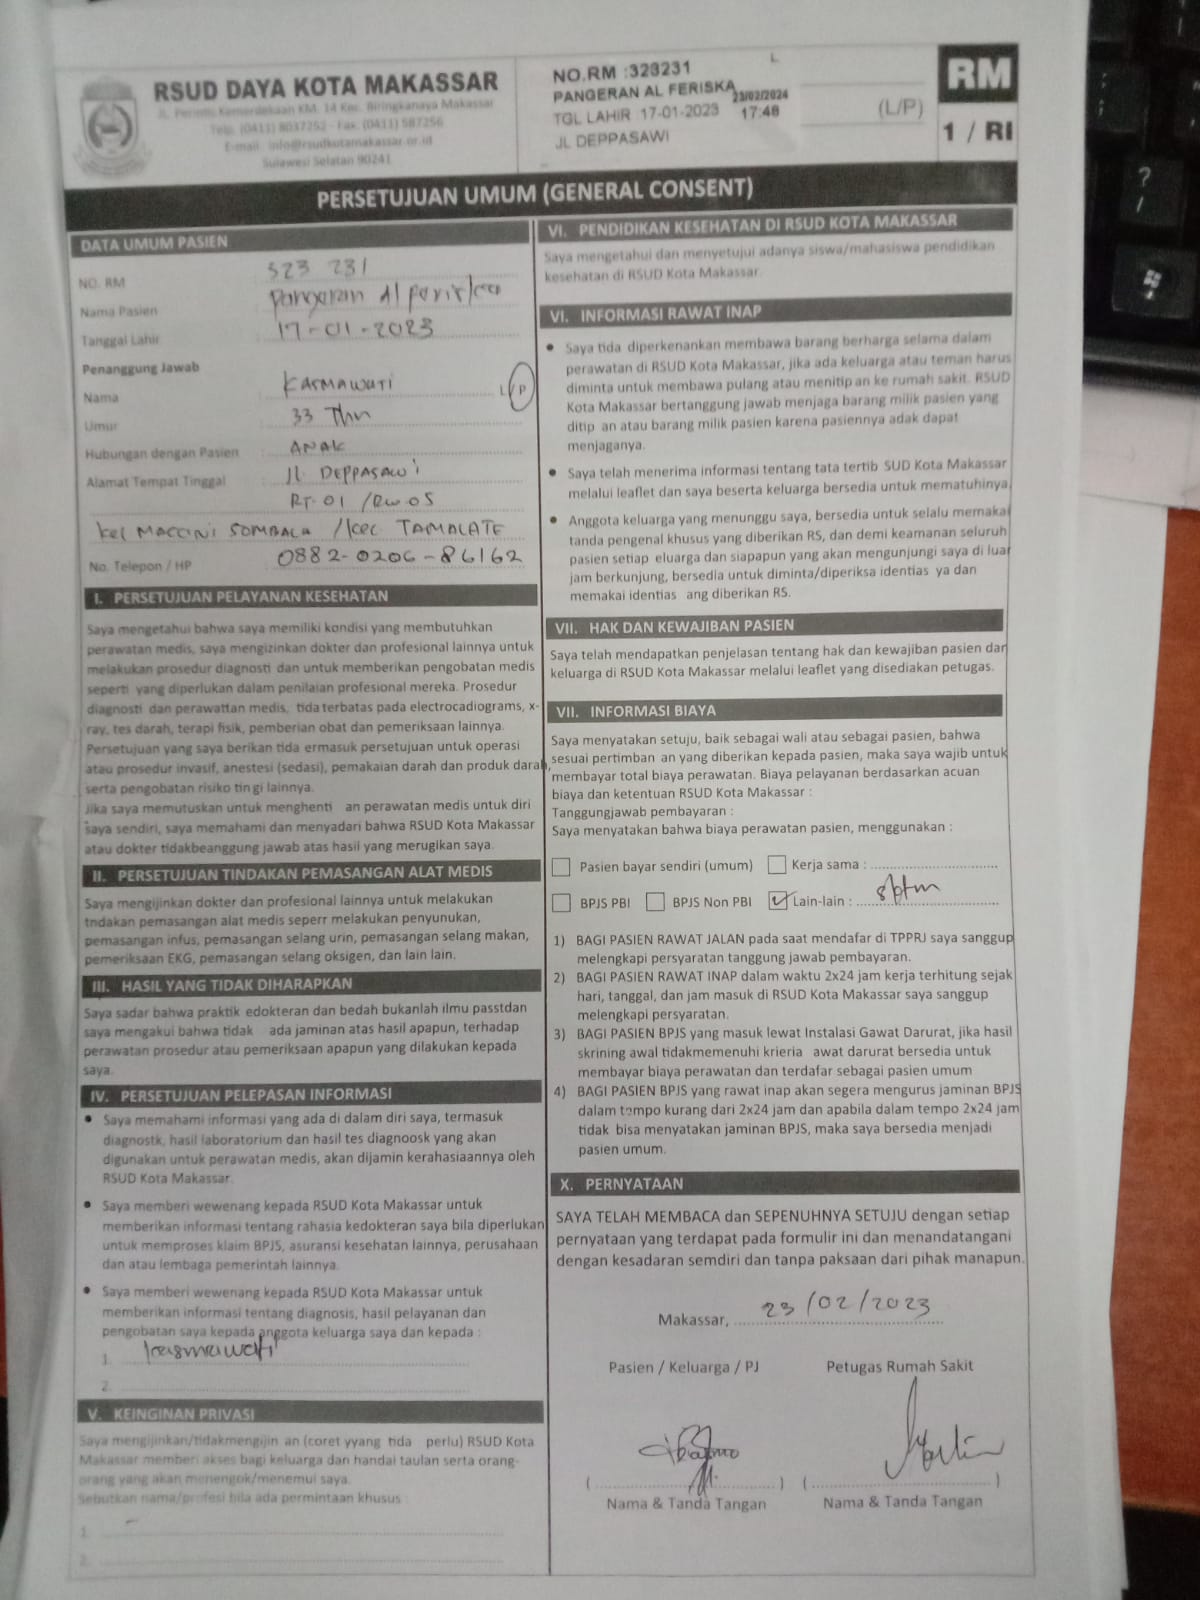 RSUD DAYA KOTA MAKASSAR
JL. Perintis Kemerdekaan KM. 14 Kec. Biringkanaya Makassar
Telp. (0411) 8037252 - Fax. (0411) 587256
E-mail. info@rsudkotamakassar.or.id
Sulawesi Selatan 90241
NO.RM :323231
PANGERAN AL FERISKA
23/02/2024
TGL LAHIR 17-01-2023 17:48
JL DEPPASAWI
(L/P)
RM
1 / RI
PERSETUJUAN UMUM (GENERAL CONSENT)
DATA UMUM PASIEN
NO. RM 323 231
Nama Pasien Pangeran Al
Tanggal Lahir 17-01-2023
Penanggung Jawab
Nama KASMAWATI L/P
Umur 33 Thn
Hubungan dengan Pasien : ANAK
Alamat Tempat Tinggal : Jl DEPPASAWI
RT.01 /RW.05
Kel MACCINI SOMBALA /Kec TAMALATE
No. Telepon / HP : 0882-0206-86162
I. PERSETUJUAN PELAYANAN KESEHATAN
Saya mengetahui bahwa saya memiliki kondisi yang membutuhkan
perawatan medis, saya mengizinkan dokter dan profesional lainnya untuk
melakukan prosedur diagnosti dan untuk memberikan pengobatan medis
seperti yang diperlukan dalam penilaian profesional mereka. Prosedur
diagnosti dan perawattan medis, tida terbatas pada electrocadiograms, x-
ray, tes darah, terapi fisik, pemberian obat dan pemeriksaan lainnya.
Persetujuan yang saya berikan tida ermasuk persetujuan untuk operasi
atau prosedur invasif, anestesi (sedasi), pemakaian darah dan produk darah,
serta pengobatan risiko tin gi lainnya.
Jika saya memutuskan untuk menghenti an perawatan medis untuk diri
saya sendiri, saya memahami dan menyadari bahwa RSUD Kota Makassar
atau dokter tidakbeanggung jawab atas hasil yang merugikan saya.
II. PERSETUJUAN TINDAKAN PEMASANGAN ALAT MEDIS
Saya mengijinkan dokter dan profesional lainnya untuk melakukan
tndakan pemasangan alat medis seperr melakukan penyunukan,
pemasangan infus, pemasangan selang urin, pemasangan selang makan,
pemeriksaan EKG, pemasangan selang oksigen, dan lain lain.
III. HASIL YANG TIDAK DIHARAPKAN
Saya sadar bahwa praktik edokteran dan bedah bukanlah ilmu passtdan
saya mengakui bahwa tidak ada jaminan atas hasil apapun, terhadap
perawatan prosedur atau pemeriksaan apapun yang dilakukan kepada
saya.
IV. PERSETUJUAN PELEPASAN INFORMASI
• Saya memahami informasi yang ada di dalam diri saya, termasuk
diagnostk, hasil laboratorium dan hasil tes diagnoosk yang akan
digunakan untuk perawatan medis, akan dijamin kerahasiaannya oleh
RSUD Kota Makassar.
• Saya memberi wewenang kepada RSUD Kota Makassar untuk
memberikan informasi tentang rahasia kedokteran saya bila diperlukan
untuk memproses klaim BPJS, asuransi kesehatan lainnya, perusahaan
dan atau lembaga pemerintah lainnya.
• Saya memberi wewenang kepada RSUD Kota Makassar untuk
memberikan informasi tentang diagnosis, hasil pelayanan dan
pengobatan saya kepada anggota keluarga saya dan kepada :
1. kasmawati
2.
V. KEINGINAN PRIVASI
Saya mengijinkan/tidakmengijin an (coret yyang tida perlu) RSUD Kota
Makassar memberi akses bagi keluarga dan handai taulan serta orang-
orang yang akan menengok/menemui saya.
Sebutkan nama/profesi bila ada permintaan khusus :
1. -
2.
VI. PENDIDIKAN KESEHATAN DI RSUD KOTA MAKASSAR
Saya mengetahui dan menyetujui adanya siswa/mahasiswa pendidikan
kesehatan di RSUD Kota Makassar.
VI. INFORMASI RAWAT INAP
• Saya tida diperkenankan membawa barang berharga selama dalam
perawatan di RSUD Kota Makassar, jika ada keluarga atau teman harus
diminta untuk membawa pulang atau menitip an ke rumah sakit. RSUD
Kota Makassar bertanggung jawab menjaga barang milik pasien yang
ditip an atau barang milik pasien karena pasiennya adak dapat
menjaganya.
• Saya telah menerima informasi tentang tata tertib SUD Kota Makassar
melalui leaflet dan saya beserta keluarga bersedia untuk mematuhinya.
• Anggota keluarga yang menunggu saya, bersedia untuk selalu memakai
tanda pengenal khusus yang diberikan RS, dan demi keamanan seluruh
pasien setiap eluarga dan siapapun yang akan mengunjungi saya di luar
jam berkunjung, bersedia untuk diminta/diperiksa identias ya dan
memakai identias ang diberikan RS.
VII. HAK DAN KEWAJIBAN PASIEN
Saya telah mendapatkan penjelasan tentang hak dan kewajiban pasien dan
keluarga di RSUD Kota Makassar melalui leaflet yang disediakan petugas.
VII. INFORMASI BIAYA
Saya menyatakan setuju, baik sebagai wali atau sebagai pasien, bahwa
sesuai pertimban an yang diberikan kepada pasien, maka saya wajib untuk
membayar total biaya perawatan. Biaya pelayanan berdasarkan acuan
biaya dan ketentuan RSUD Kota Makassar :
Tanggungjawab pembayaran :
Saya menyatakan bahwa biaya perawatan pasien, menggunakan :
Pasien bayar sendiri (umum) Kerja sama :
BPJS PBI BPJS Non PBI Lain-lain :
1) BAGI PASIEN RAWAT JALAN pada saat mendafar di TPPRJ saya sanggup
melengkapi persyaratan tanggung jawab pembayaran.
2) BAGI PASIEN RAWAT INAP dalam waktu 2x24 jam kerja terhitung sejak
hari, tanggal, dan jam masuk di RSUD Kota Makassar saya sanggup
melengkapi persyaratan.
3) BAGI PASIEN BPJS yang masuk lewat Instalasi Gawat Darurat, jika hasil
skrining awal tidakmemenuhi krieria awat darurat bersedia untuk
membayar biaya perawatan dan terdafar sebagai pasien umum
4) BAGI PASIEN BPJS yang rawat inap akan segera mengurus jaminan BPJS
dalam tempo kurang dari 2x24 jam dan apabila dalam tempo 2x24 jam
tidak bisa menyatakan jaminan BPJS, maka saya bersedia menjadi
pasien umum.
X. PERNYATAAN
SAYA TELAH MEMBACA dan SEPENUHNYA SETUJU dengan setiap
pernyataan yang terdapat pada formulir ini dan menandatangani
dengan kesadaran semdiri dan tanpa paksaan dari pihak manapun.
Makassar, 23/02/2023
Pasien / Keluarga / PJ Petugas Rumah Sakit
Nama & Tanda Tangan Nama & Tanda Tangan
?
/